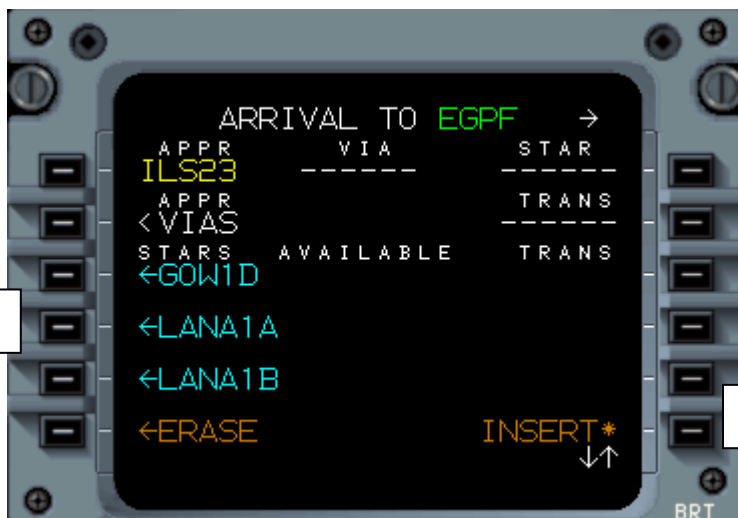 ARRIVAL TO EGPF →
APPR VIA STAR
ILS23 ------ ------
APPR TRANS
<VIAS ------
STARS AVAILABLE TRANS
←GOW1D
←LANA1A
←LANA1B
←ERASE INSERT*
↓↑
BRT